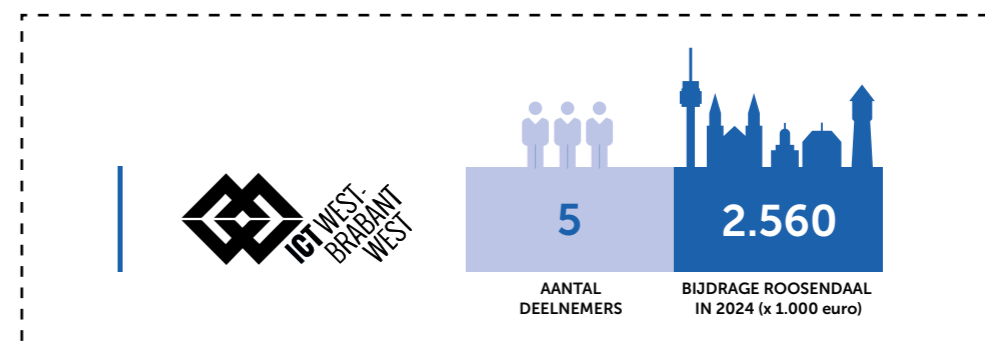 ICT WEST-
BRABANT
WEST
5
2.560
AANTAL
DEELNEMERS
BIJDRAGE ROOSENDAAL
IN 2024 (x 1.000 euro)